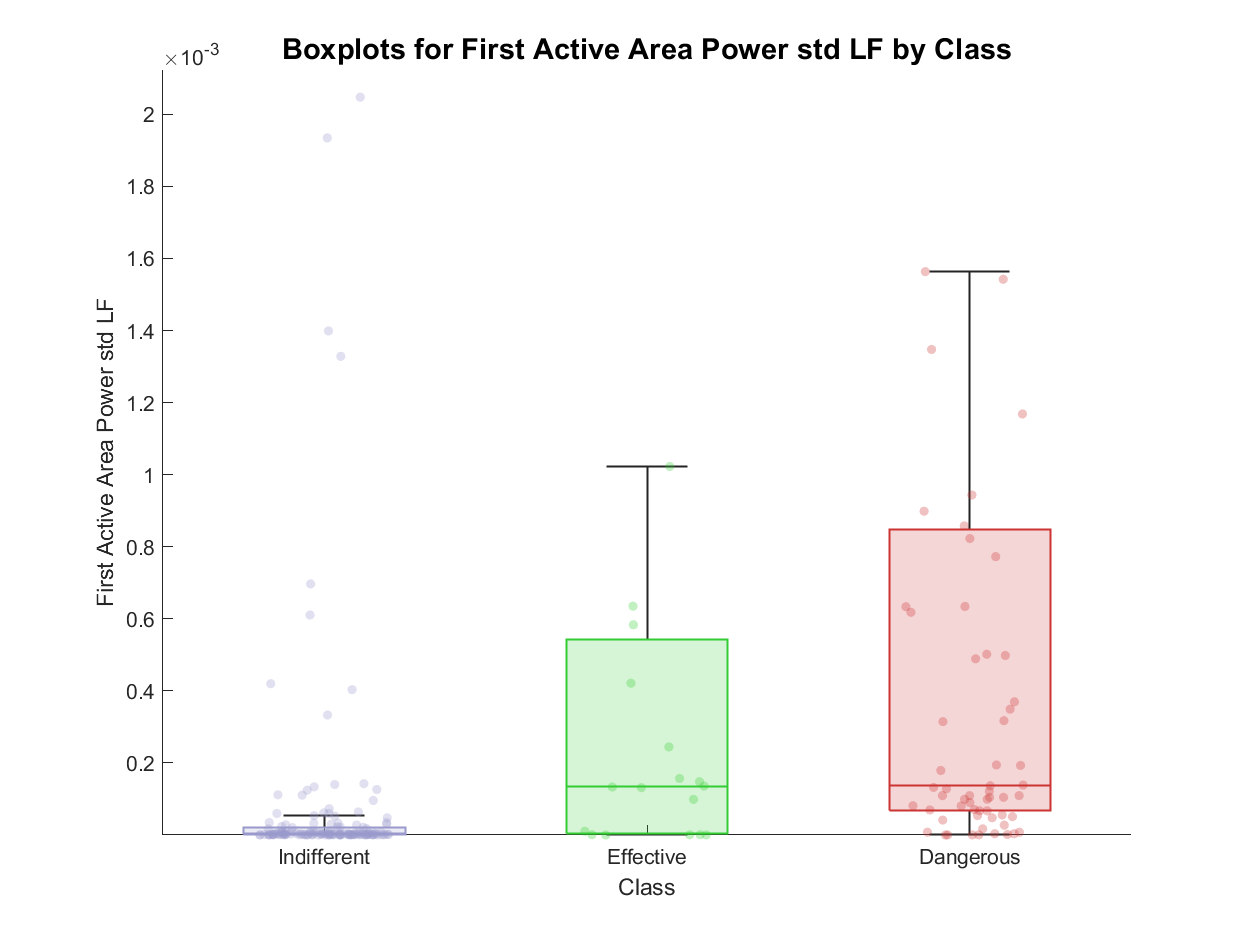 Boxplots for First Active Area Power std LF by Class
×10⁻³
2
1.8
1.6
1.4
1.2
1
0.8
0.6
0.4
0.2
First Active Area Power std LF
Indifferent Effective Dangerous
Class